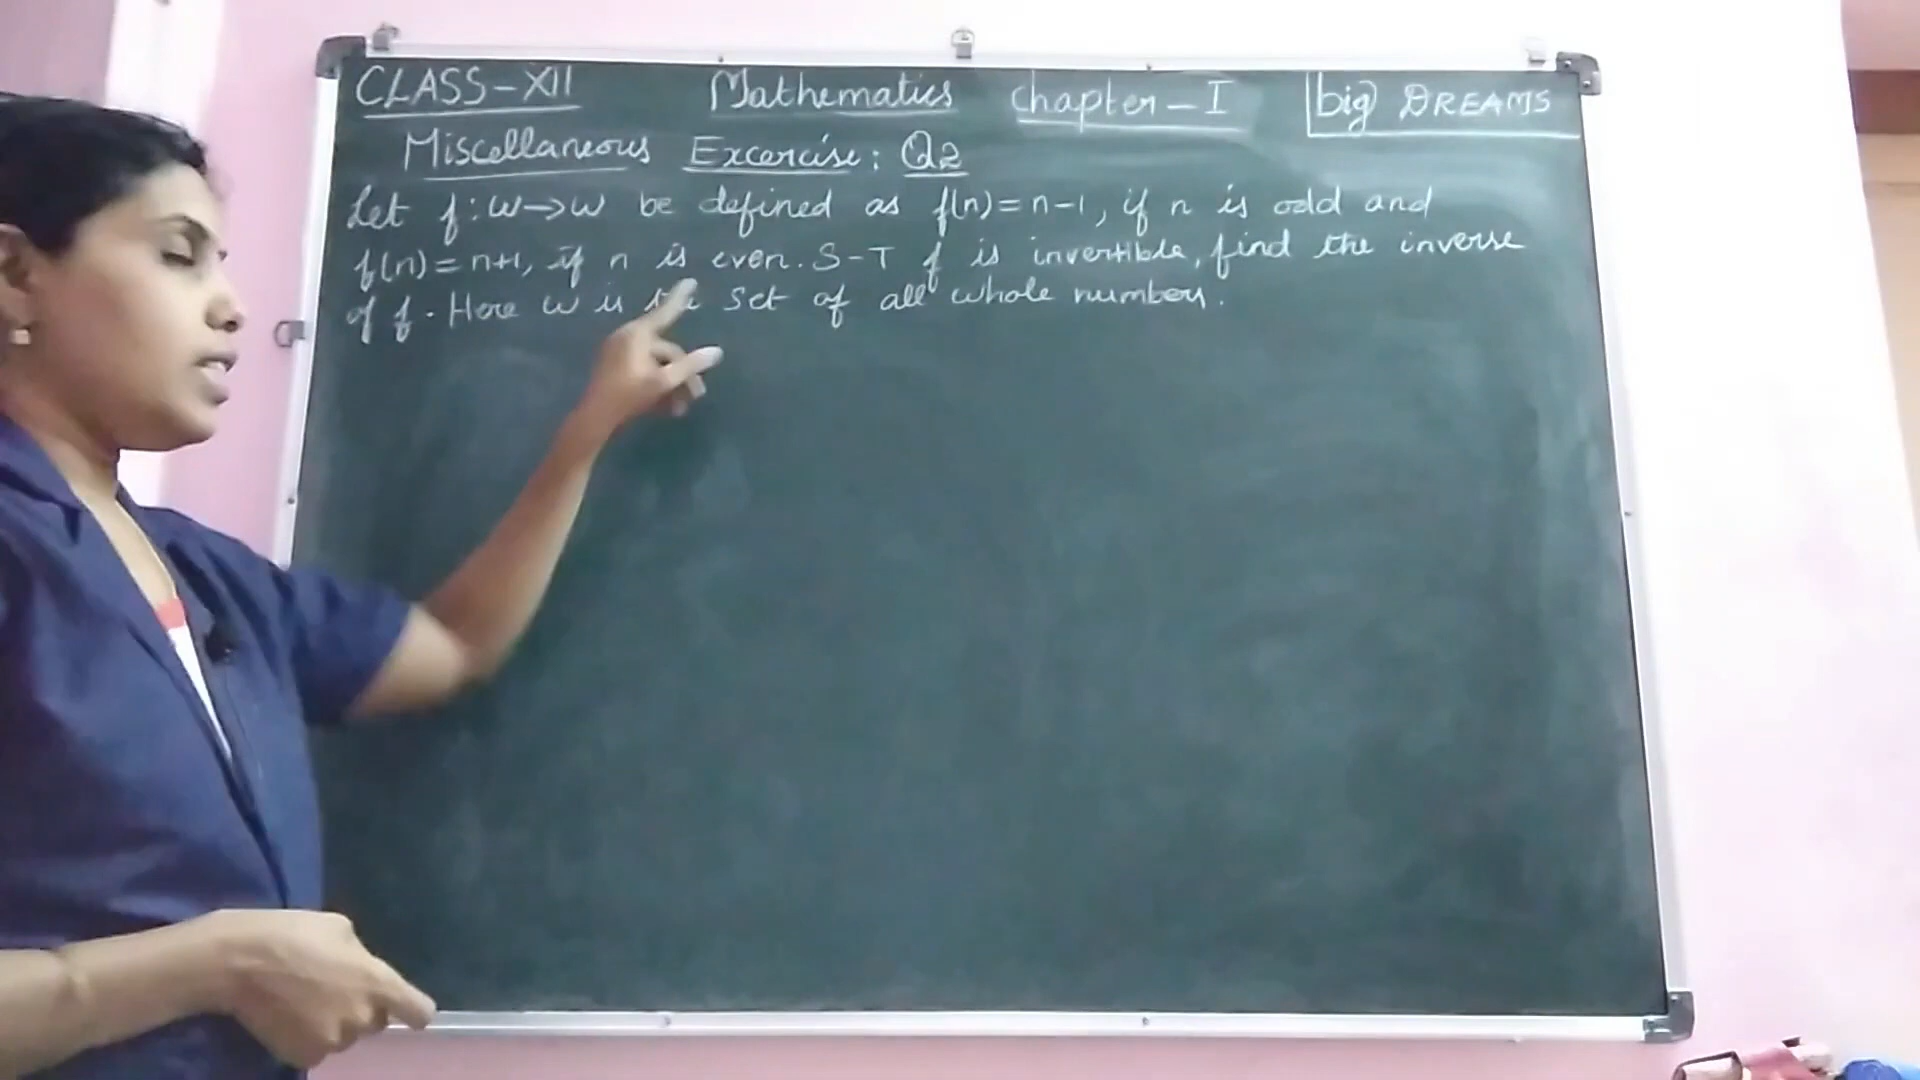 CLASS-XII Mathematics Chapter-I big DREAMS
Miscellaneous Excercise: Q2
Let f:W→W be defined as f(n)=n-1, if n is odd and
f(n)=n+1, if n is even. S-T f is invertible, find the inverse
of f. Here W is the set of all whole numbers.